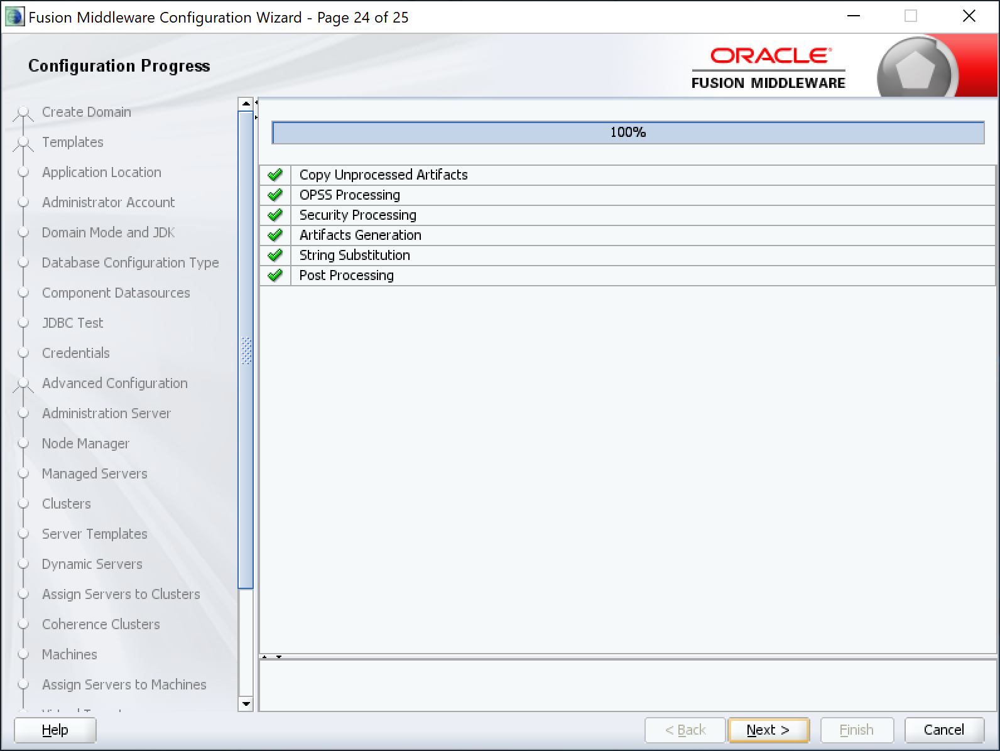 Fusion Middleware Configuration Wizard - Page 24 of 25
Configuration Progress
ORACLE
FUSION MIDDLEWARE
Create Domain
Templates
Application Location
Administrator Account
Domain Mode and JDK
Database Configuration Type
Component Datasources
JDBC Test
Credentials
Advanced Configuration
Administration Server
Node Manager
Managed Servers
Clusters
Server Templates
Dynamic Servers
Assign Servers to Clusters
Coherence Clusters
Machines
Assign Servers to Machines
100%
Copy Unprocessed Artifacts
OPSS Processing
Security Processing
Artifacts Generation
String Substitution
Post Processing
Help
< Back
Next >
Finish
Cancel